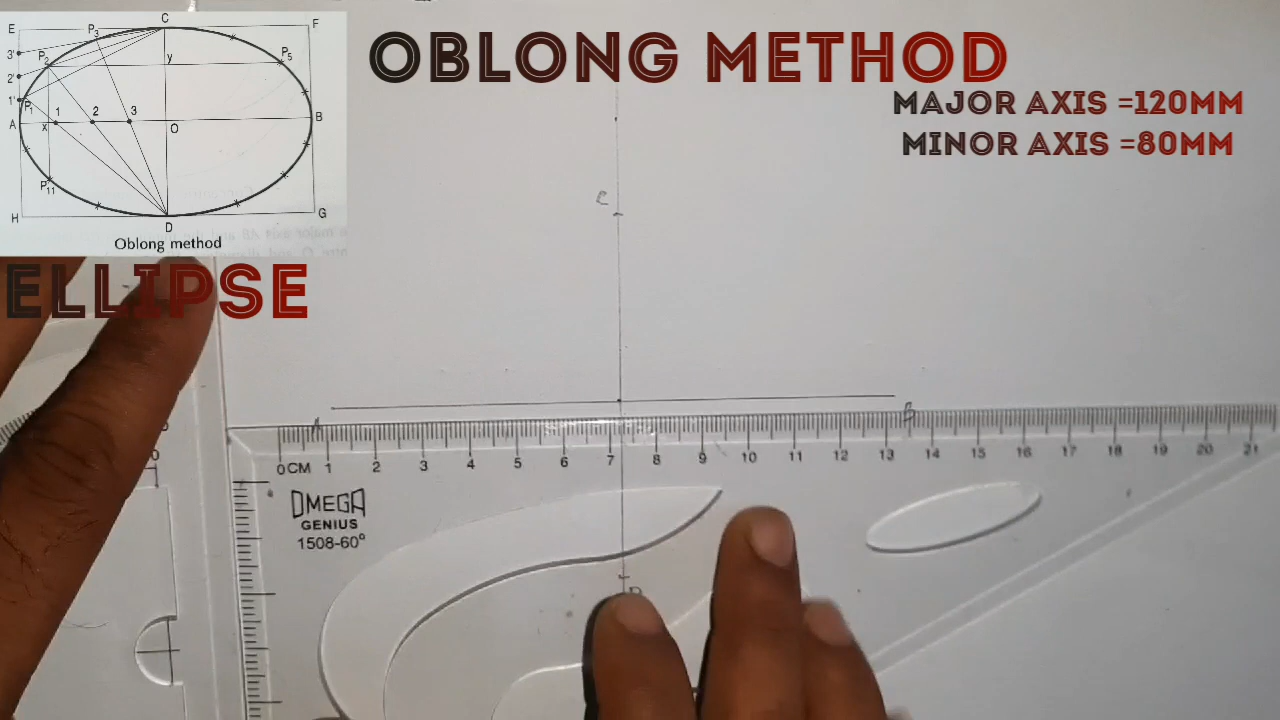 OBLONG METHOD
MAJOR AXIS =120MM
MINOR AXIS =80MM
E C F
P3
3'
P2 y P5
2'
1' P1
1 2 3
A x O B
P11
H D G
Oblong method
ELLIPSE
C
A B
0CM 1 2 3 4 5 6 7 8 9 10 11 12 13 14 15 16 17 18 19 20 21
OMEGA
GENIUS
1508-60°
D